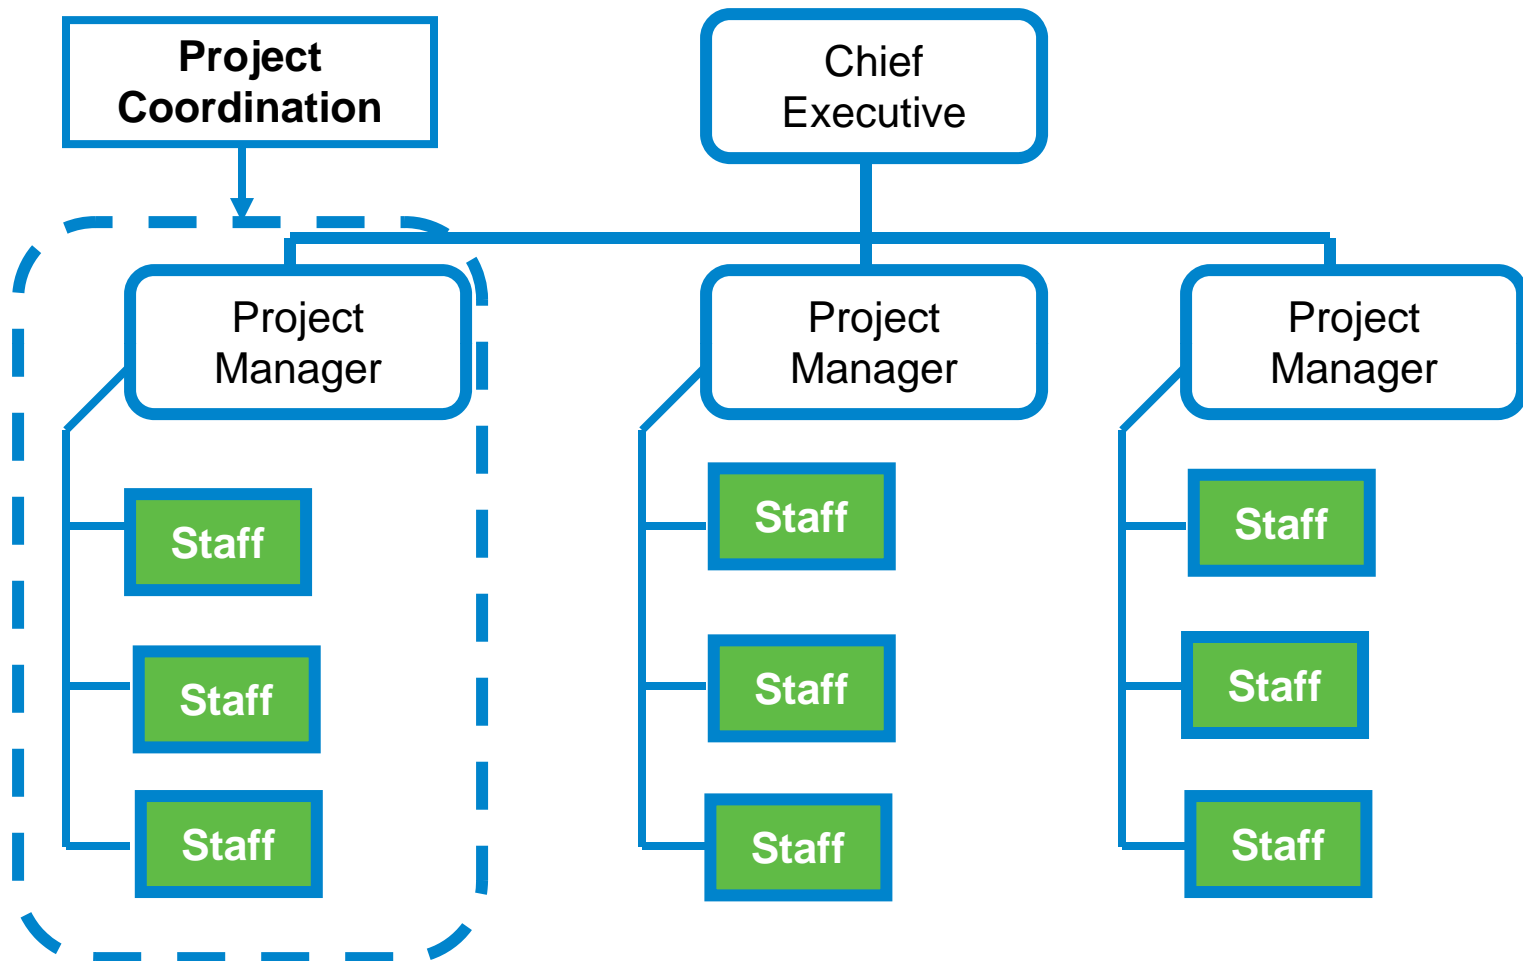 Project
Coordination
Chief
Executive
Project
Manager
Project
Manager
Project
Manager
Staff
Staff
Staff
Staff
Staff
Staff
Staff
Staff
Staff